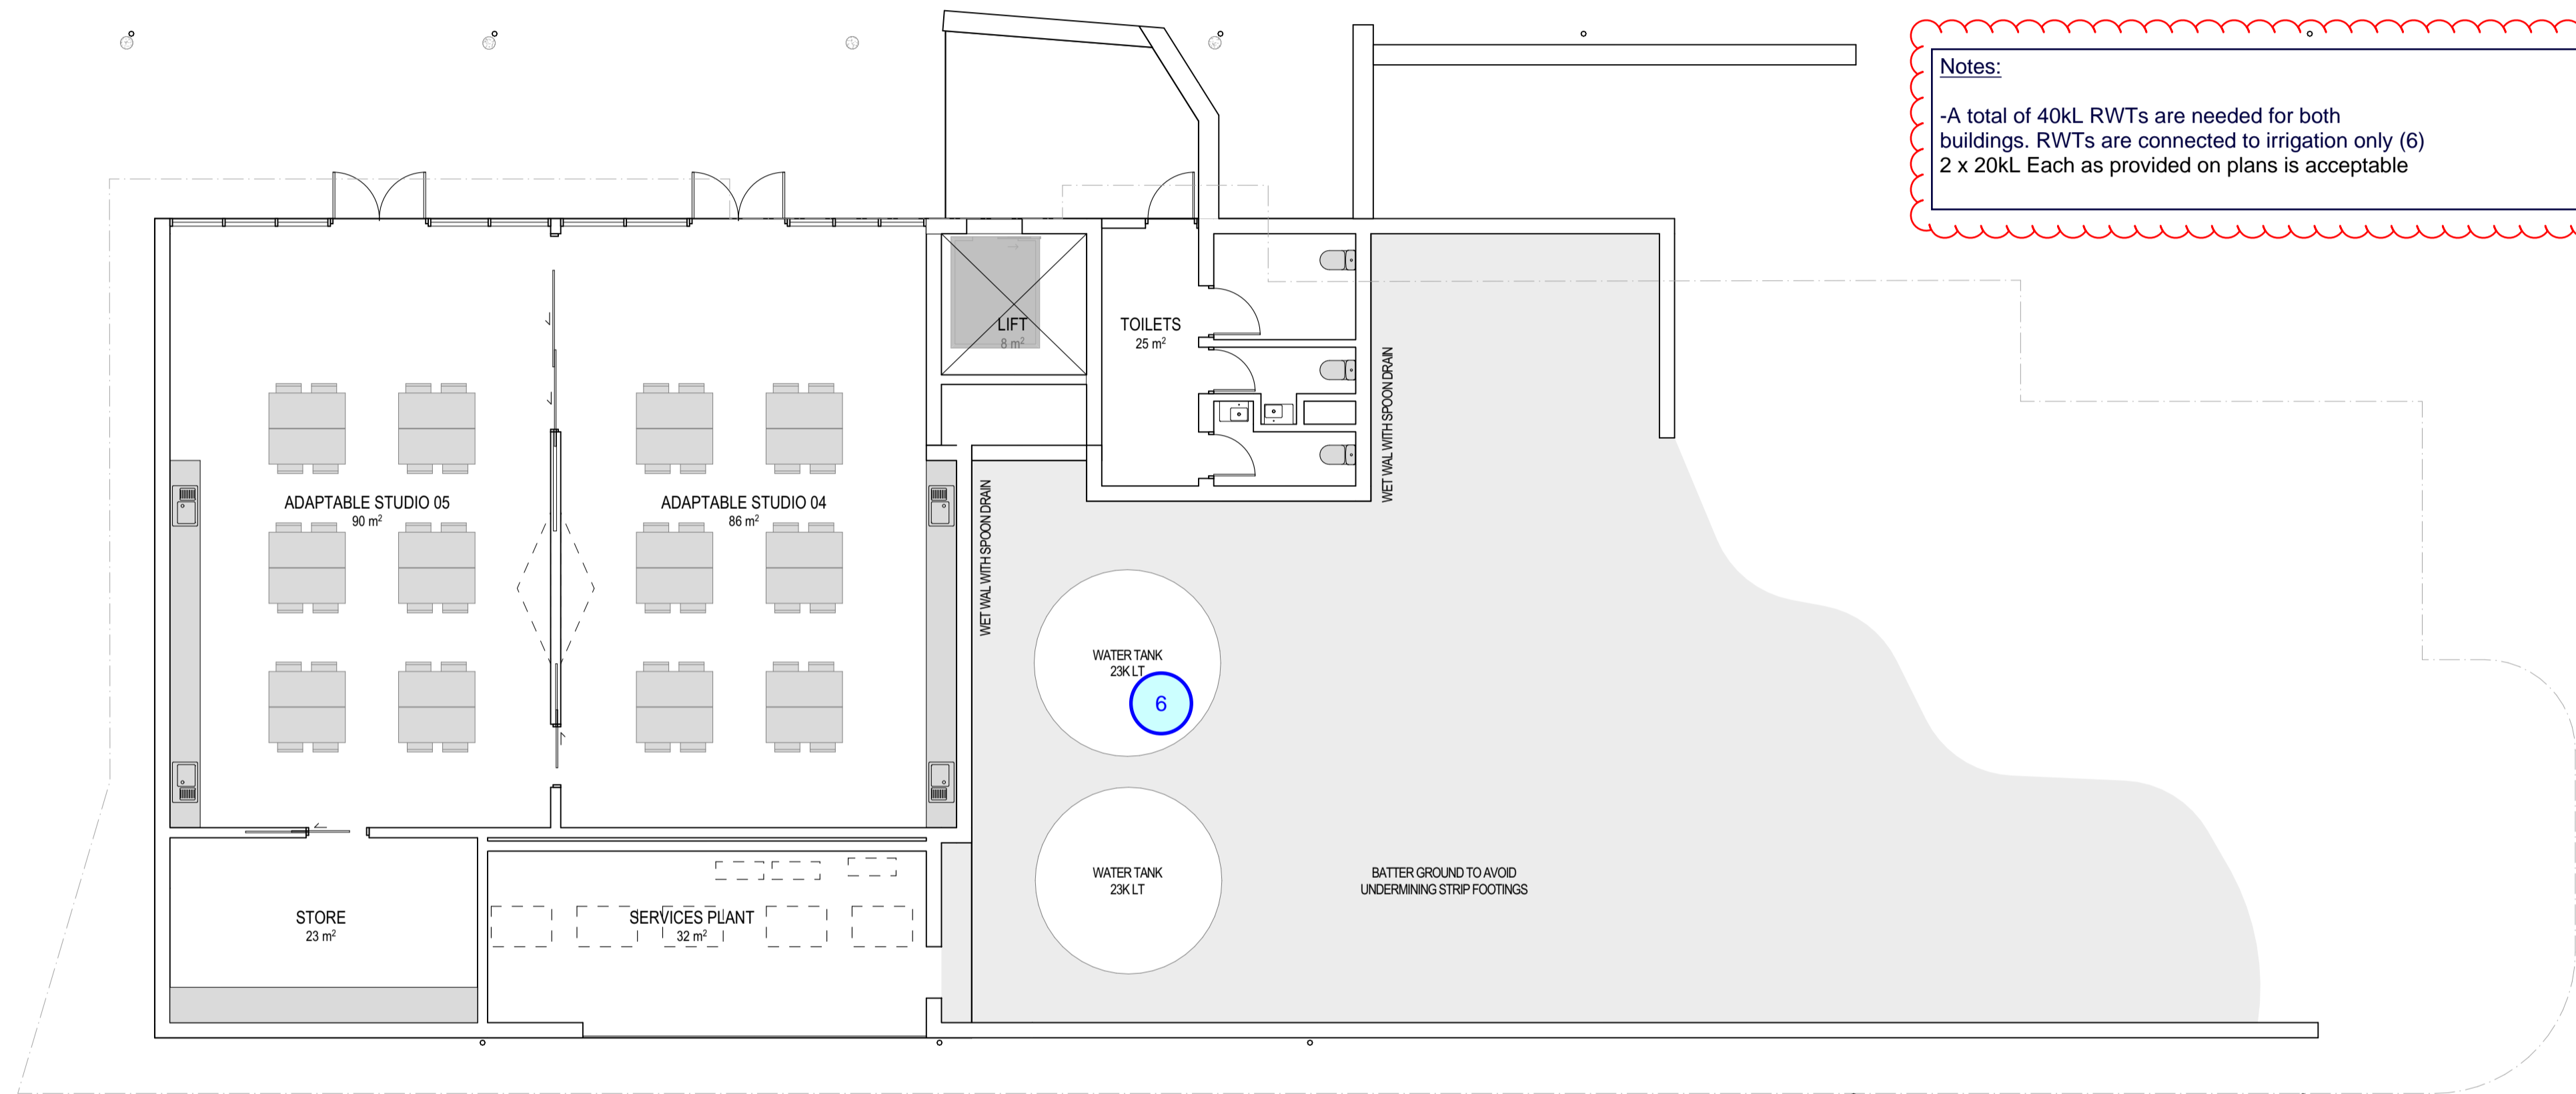 Notes:
-A total of 40kL RWTs are needed for both
buildings. RWTs are connected to irrigation only (6)
2 x 20kL Each as provided on plans is acceptable
LIFT
8 m²
TOILETS
25 m²
WET WAL WITH SPOON DRAIN
ADAPTABLE STUDIO 05
90 m²
ADAPTABLE STUDIO 04
86 m²
WET WAL WITH SPOON DRAIN
WATER TANK
23K LT
6
WATER TANK
23K LT
BATTER GROUND TO AVOID
UNDERMINING STRIP FOOTINGS
STORE
23 m²
SERVICES PLANT
32 m²